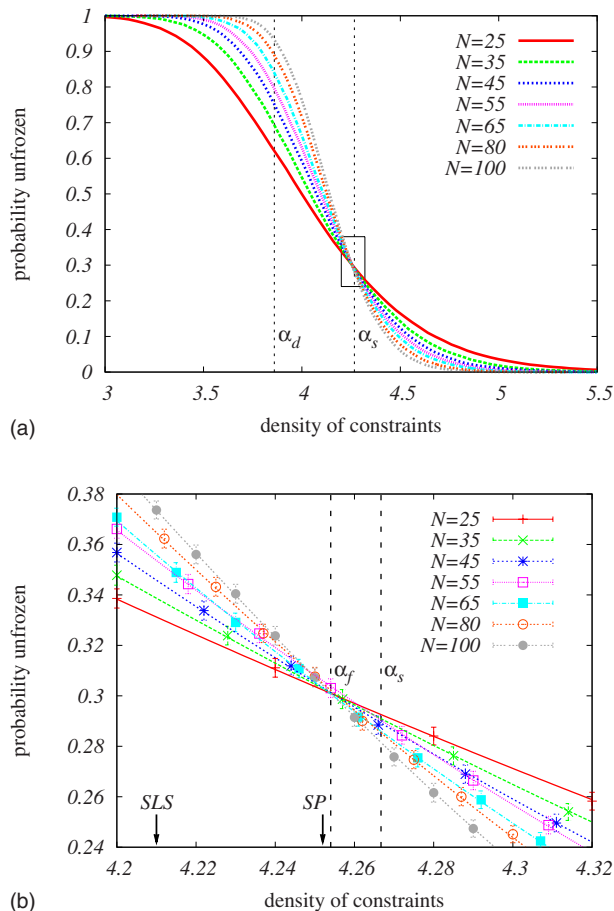 1
0.9
0.8
0.7
0.6
0.5
0.4
0.3
0.2
0.1
0
probability unfrozen
N=25
N=35
N=45
N=55
N=65
N=80
N=100
α_d
α_s
3
3.5
4
4.5
5
5.5
(a)
density of constraints
0.38
0.36
0.34
0.32
0.3
0.28
0.26
0.24
probability unfrozen
N=25
N=35
N=45
N=55
N=65
N=80
N=100
α_f
α_s
SLS
SP
4.2
4.22
4.24
4.26
4.28
4.3
4.32
(b)
density of constraints